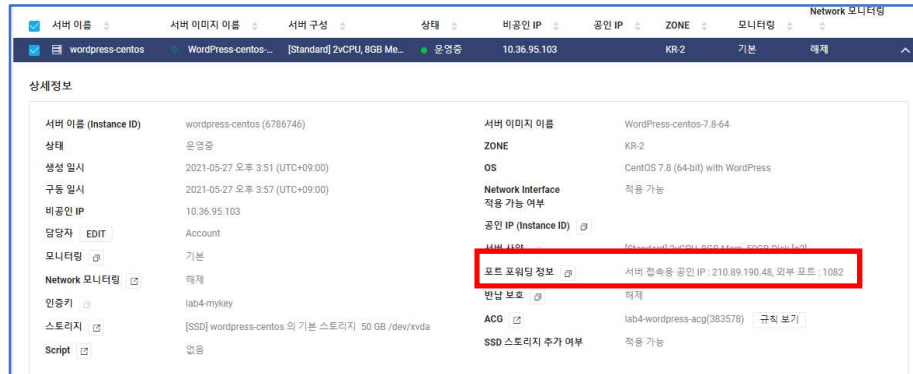 서버 이름 서버 이미지 이름 서버 구성 상태 비공인 IP 공인 IP ZONE 모니터링 Network 모니터링
wordpress-centos WordPress-centos-... [Standard] 2vCPU, 8GB Me... 운영중 10.36.95.103 KR-2 기본 해제
상세정보
서버 이름 (Instance ID) wordpress-centos (6786746)
상태 운영중
생성 일시 2021-05-27 오후 3:51 (UTC+09:00)
구동 일시 2021-05-27 오후 3:57 (UTC+09:00)
비공인 IP 10.36.95.103
담당자 EDIT Account
모니터링 기본
Network 모니터링 해제
인증키 lab4-mykey
스토리지 [SSD] wordpress-centos 의 기본 스토리지 50 GB /dev/xvda
Script 없음
서버 이미지 이름 WordPress-centos-7.8-64
ZONE KR-2
OS CentOS 7.8 (64-bit) with WordPress
Network Interface 적용 가능
적용 가능 여부
공인 IP (Instance ID)
서버 사양 [Standard] 2vCPU, 8GB Mem, 50GB Disk [g2]
포트 포워딩 정보 서버 접속용 공인 IP : 210.89.190.48, 외부 포트 : 1082
반납 보호 해제
ACG lab4-wordpress-acg(383578) 규칙 보기
SSD 스토리지 추가 여부 적용 가능